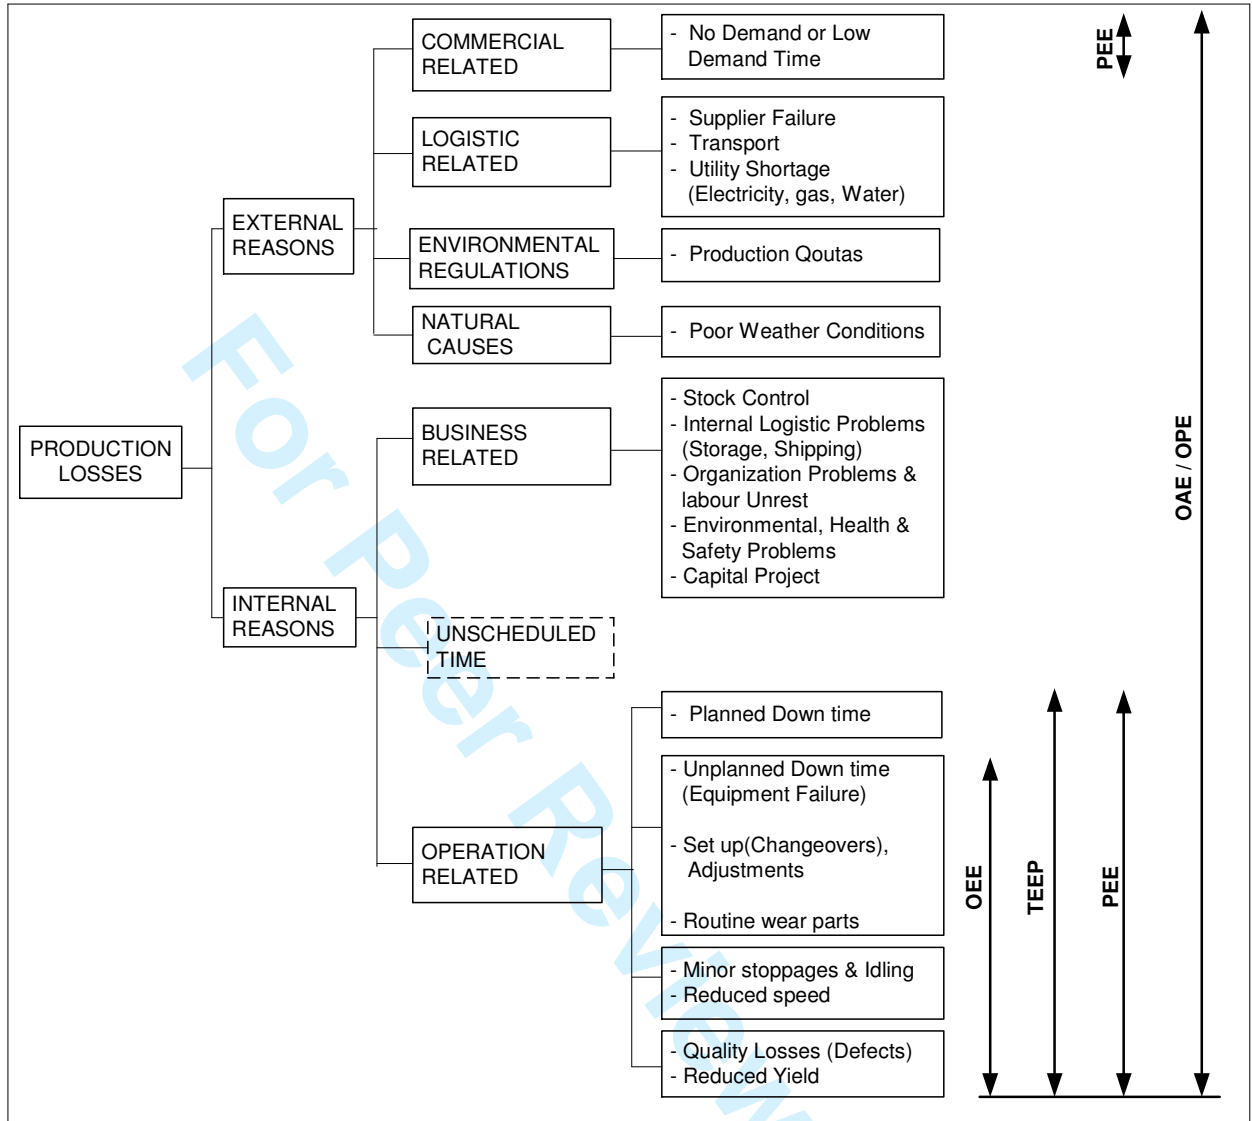 COMMERCIAL
RELATED
- No Demand or Low
Demand Time
LOGISTIC
RELATED
- Supplier Failure
- Transport
- Utility Shortage
(Electricity, gas, Water)
EXTERNAL
REASONS
ENVIRONMENTAL
REGULATIONS
- Production Qoutas
NATURAL
CAUSES
- Poor Weather Conditions
PRODUCTION
LOSSES
BUSINESS
RELATED
- Stock Control
- Internal Logistic Problems
(Storage, Shipping)
- Organization Problems &
labour Unrest
- Environmental, Health &
Safety Problems
- Capital Project
INTERNAL
REASONS
UNSCHEDULED
TIME
OPERATION
RELATED
- Planned Down time
- Unplanned Down time
(Equipment Failure)
- Set up(Changeovers),
Adjustments
- Routine wear parts
- Minor stoppages & Idling
- Reduced speed
- Quality Losses (Defects)
- Reduced Yield
OEE
TEEP
PEE
PEE
OAE / OPE
For Peer Review